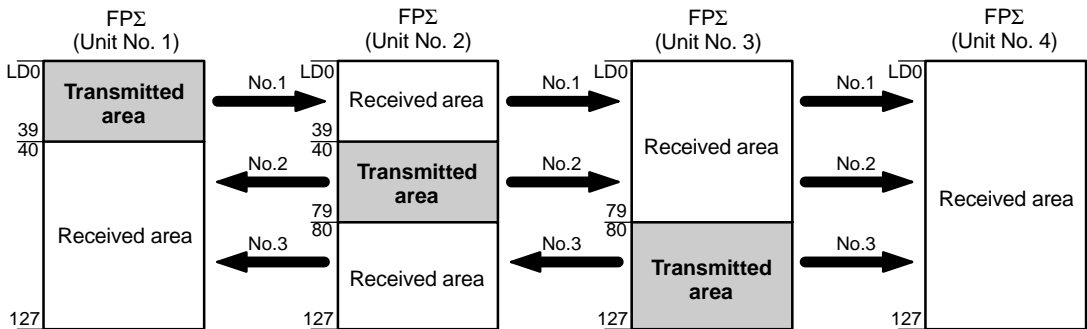 FPΣ
(Unit No. 1)
LD0
Transmitted
area
39
40
Received area
127
No.1
No.2
No.3
FPΣ
(Unit No. 2)
Received area
39
40
Transmitted
area
79
80
Received area
127
No.1
No.2
No.3
FPΣ
(Unit No. 3)
LD0
Received area
79
80
Transmitted
area
127
No.1
No.2
No.3
FPΣ
(Unit No. 4)
LD0
Received area
127